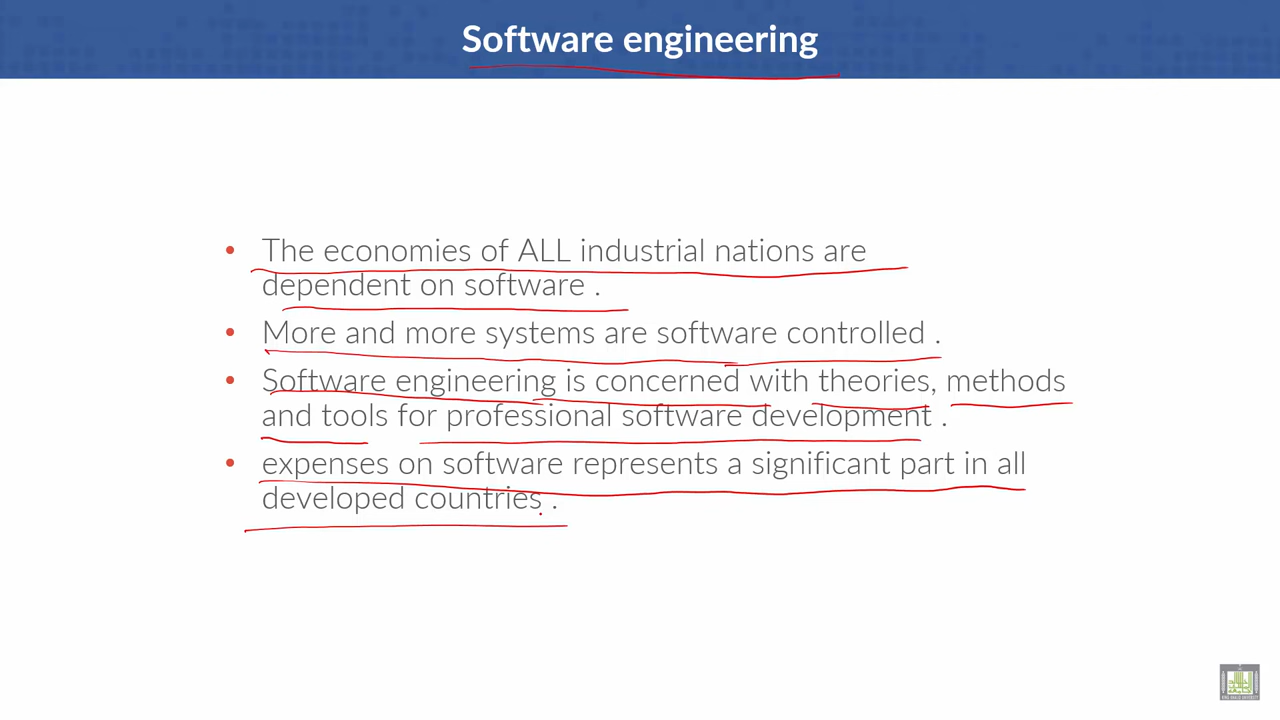 Software engineering
• The economies of ALL industrial nations are
dependent on software .
• More and more systems are software controlled .
• Software engineering is concerned with theories, methods
and tools for professional software development .
• expenses on software represents a significant part in all
developed countries .